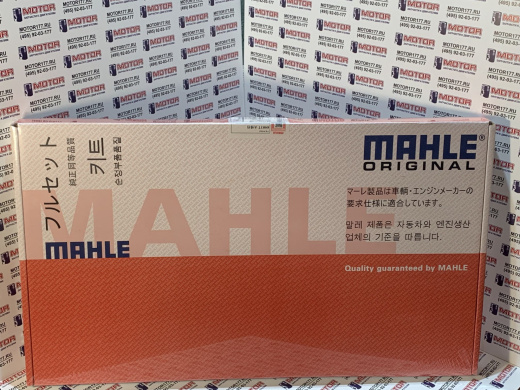 フルセット
純正同等品質
키트
순정부품품질
MAHLE
MAHLE
ORIGINAL
マーレ製品は車輌・エンジンメーカーの
要求仕様に適合しています。
말레 제품은 자동차와 엔진생산
업체의 기준을 따릅니다.
MAHLE
Quality guaranteed by MAHLE
MOTOR177.RU
MOTOR
(495) 92-03-177